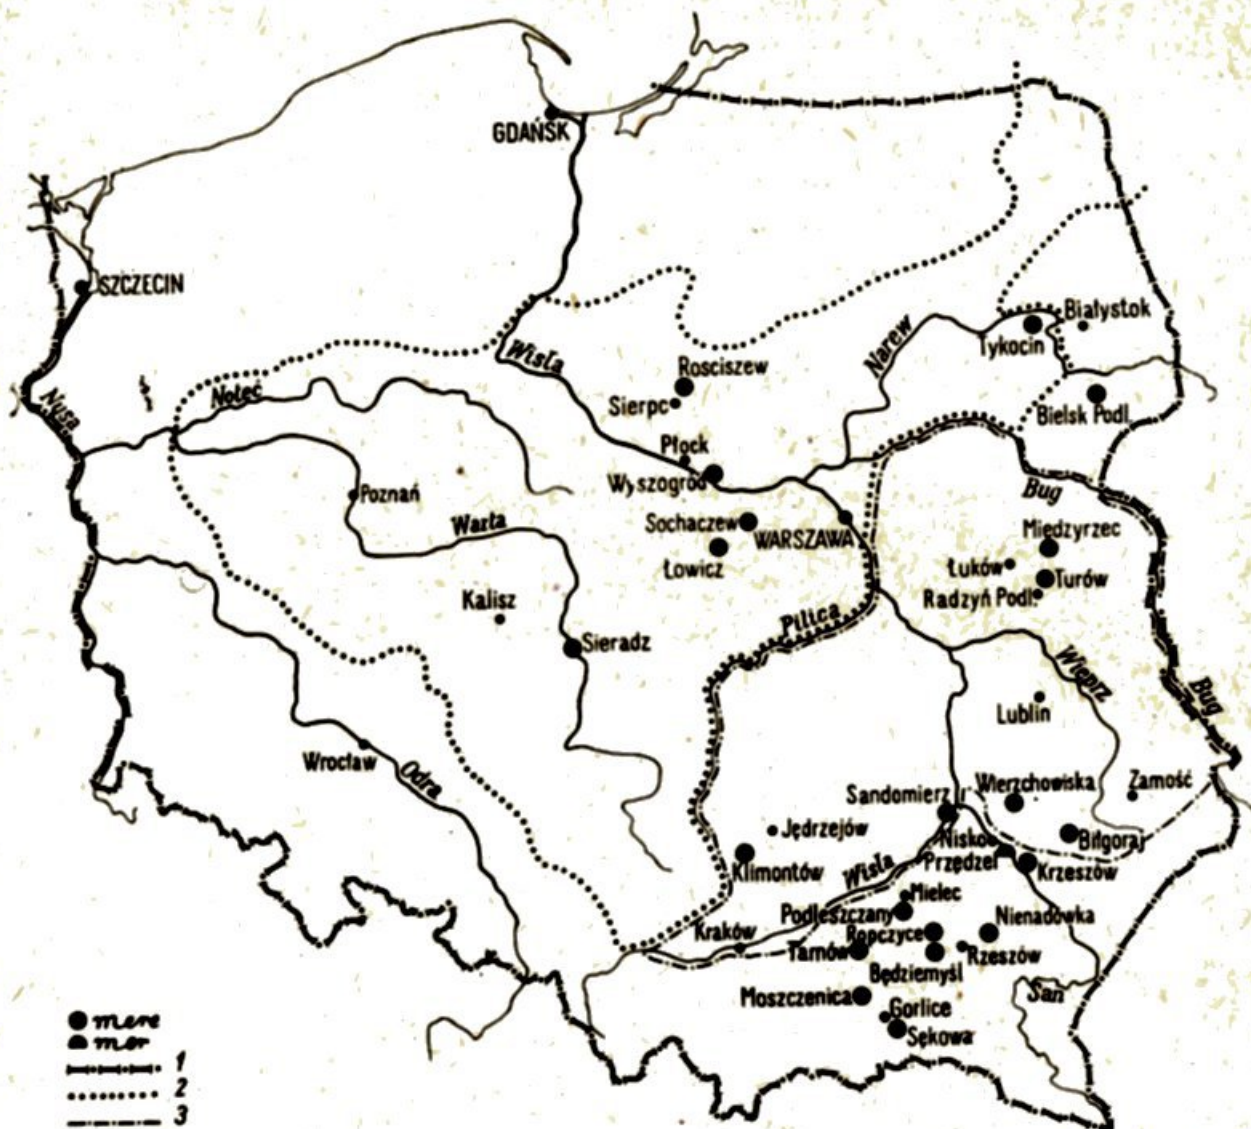 GDAŃSK
SZCZECIN
Białystok
Tykocin
Narew
Wisła
Rosciszew
Nysa
Noteć
Sierpc
Bielsk Podl.
Płock
Wyszogród
Poznań
Bug
Sochaczew
WARSZAWA
Warta
Miedzyrzec
Łowicz
Łuków
Turów
Radzyń Podl.
Kalisz
Pilica
Sieradz
Wieprz
Bug
Lublin
Wrocław
Odra
Sandomierz
Wierzchowiska
Zamość
Jędrzejów
Nisko
Biłgoraj
Klimontów
Wisła
Przędzel
Krzeszów
Mielec
Podleszczany
Nienadówka
Kraków
Ropczyce
Tarnów
Rzeszów
Będziemyśl
San
Moszczenica
Gorlice
Sękowa
mere
mer
1
2
3